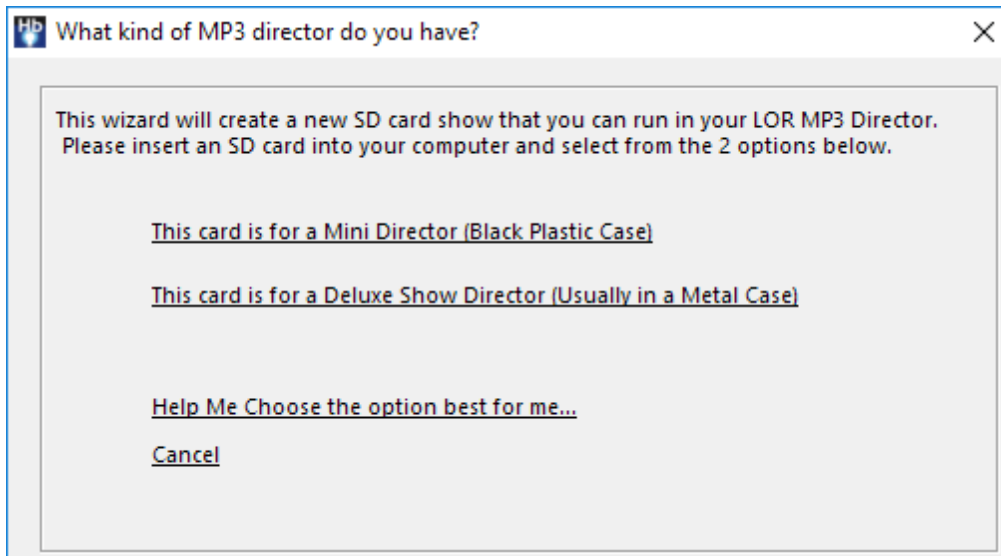 Hb
What kind of MP3 director do you have?
This wizard will create a new SD card show that you can run in your LOR MP3 Director.
Please insert an SD card into your computer and select from the 2 options below.
This card is for a Mini Director (Black Plastic Case)
This card is for a Deluxe Show Director (Usually in a Metal Case)
Help Me Choose the option best for me...
Cancel